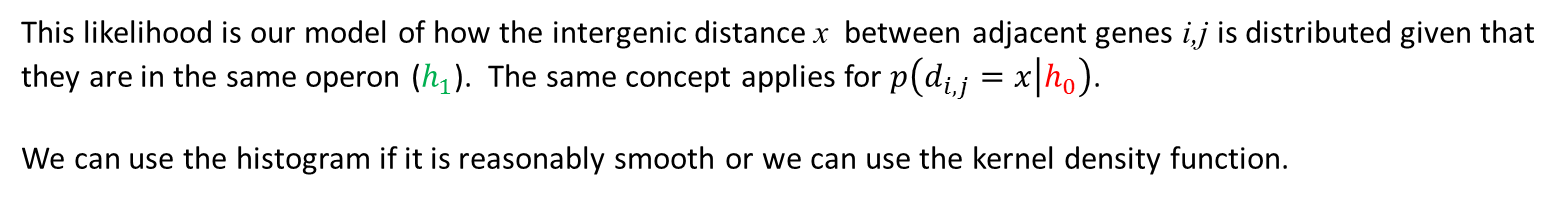 This likelihood is our model of how the intergenic distance x between adjacent genes i,j is distributed given that
they are in the same operon (h₁). The same concept applies for p(dᵢ,ⱼ = x|h₀).
We can use the histogram if it is reasonably smooth or we can use the kernel density function.